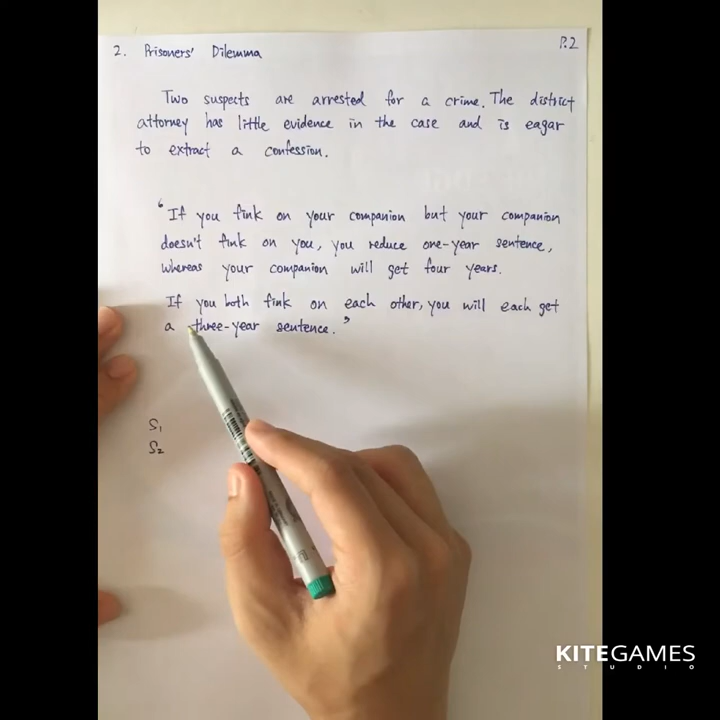 2. Prisoners' Dilemma
P.2
Two suspects are arrested for a crime. The district
attorney has little evidence in the case and is eagar
to extract a confession.
"If you fink on your companion but your companion
doesn't fink on you, you reduce one-year sentence,
whereas your companion will get four years.
If you both fink on each other, you will each get
a three-year sentence."
S1
S2
KITEGAMES
STUDIO